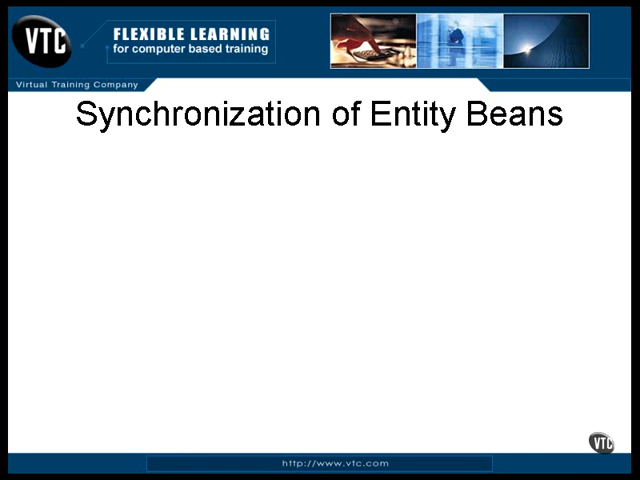 VTC
FLEXIBLE LEARNING
for computer based training
Virtual Training Company
Synchronization of Entity Beans
VTC
http://www.vtc.com